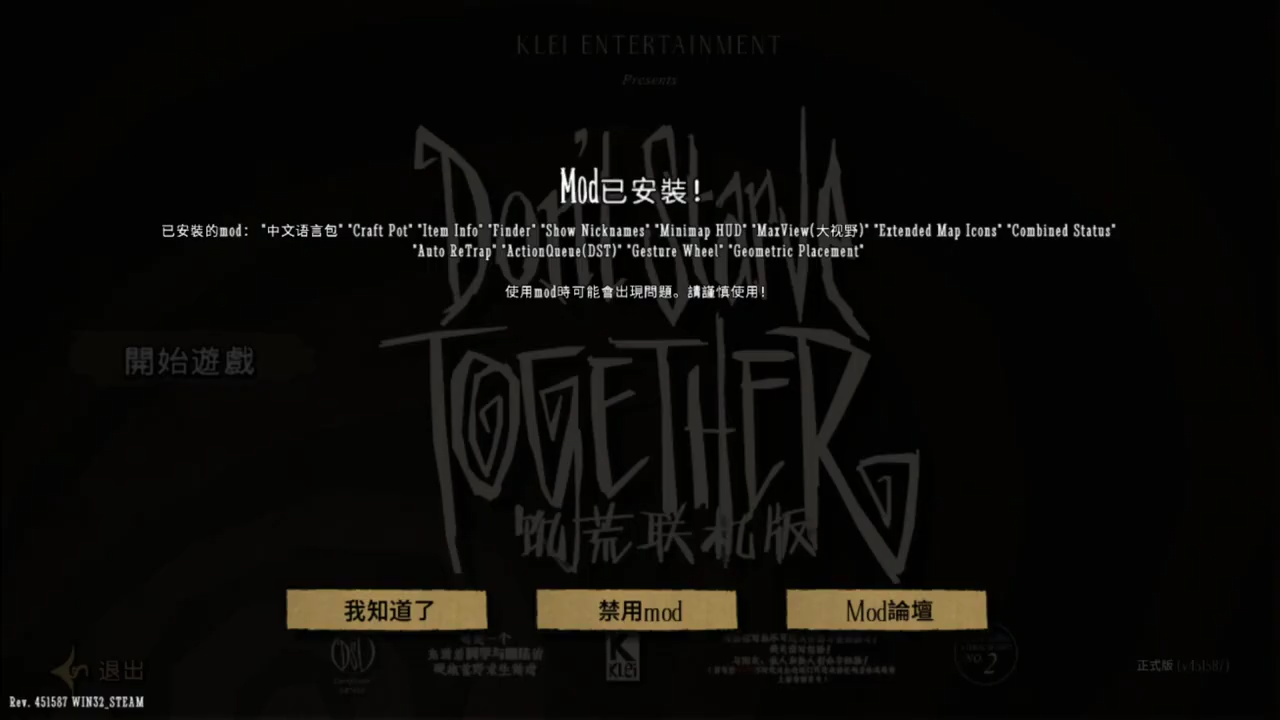 KLEI ENTERTAINMENT
Presents
Don't Starve
Mod已安裝!
已安裝的mod: "中文语言包" "Craft Pot" "Item Info" "Finder" "Show Nicknames" "Minimap HUD" "MaxView(大视野)" "Extended Map Icons" "Combined Status"
"Auto ReTrap" "ActionQueue(DST)" "Gesture Wheel" "Geometric Placement"
使用mod時可能會出現問題。請謹慎使用!
開始遊戲
TOGETHER
饥荒联机版
我知道了
禁用mod
Mod論壇
klei
NO. 2
退出
正式版 (v451587)
Rev. 451587 WIN32_STEAM